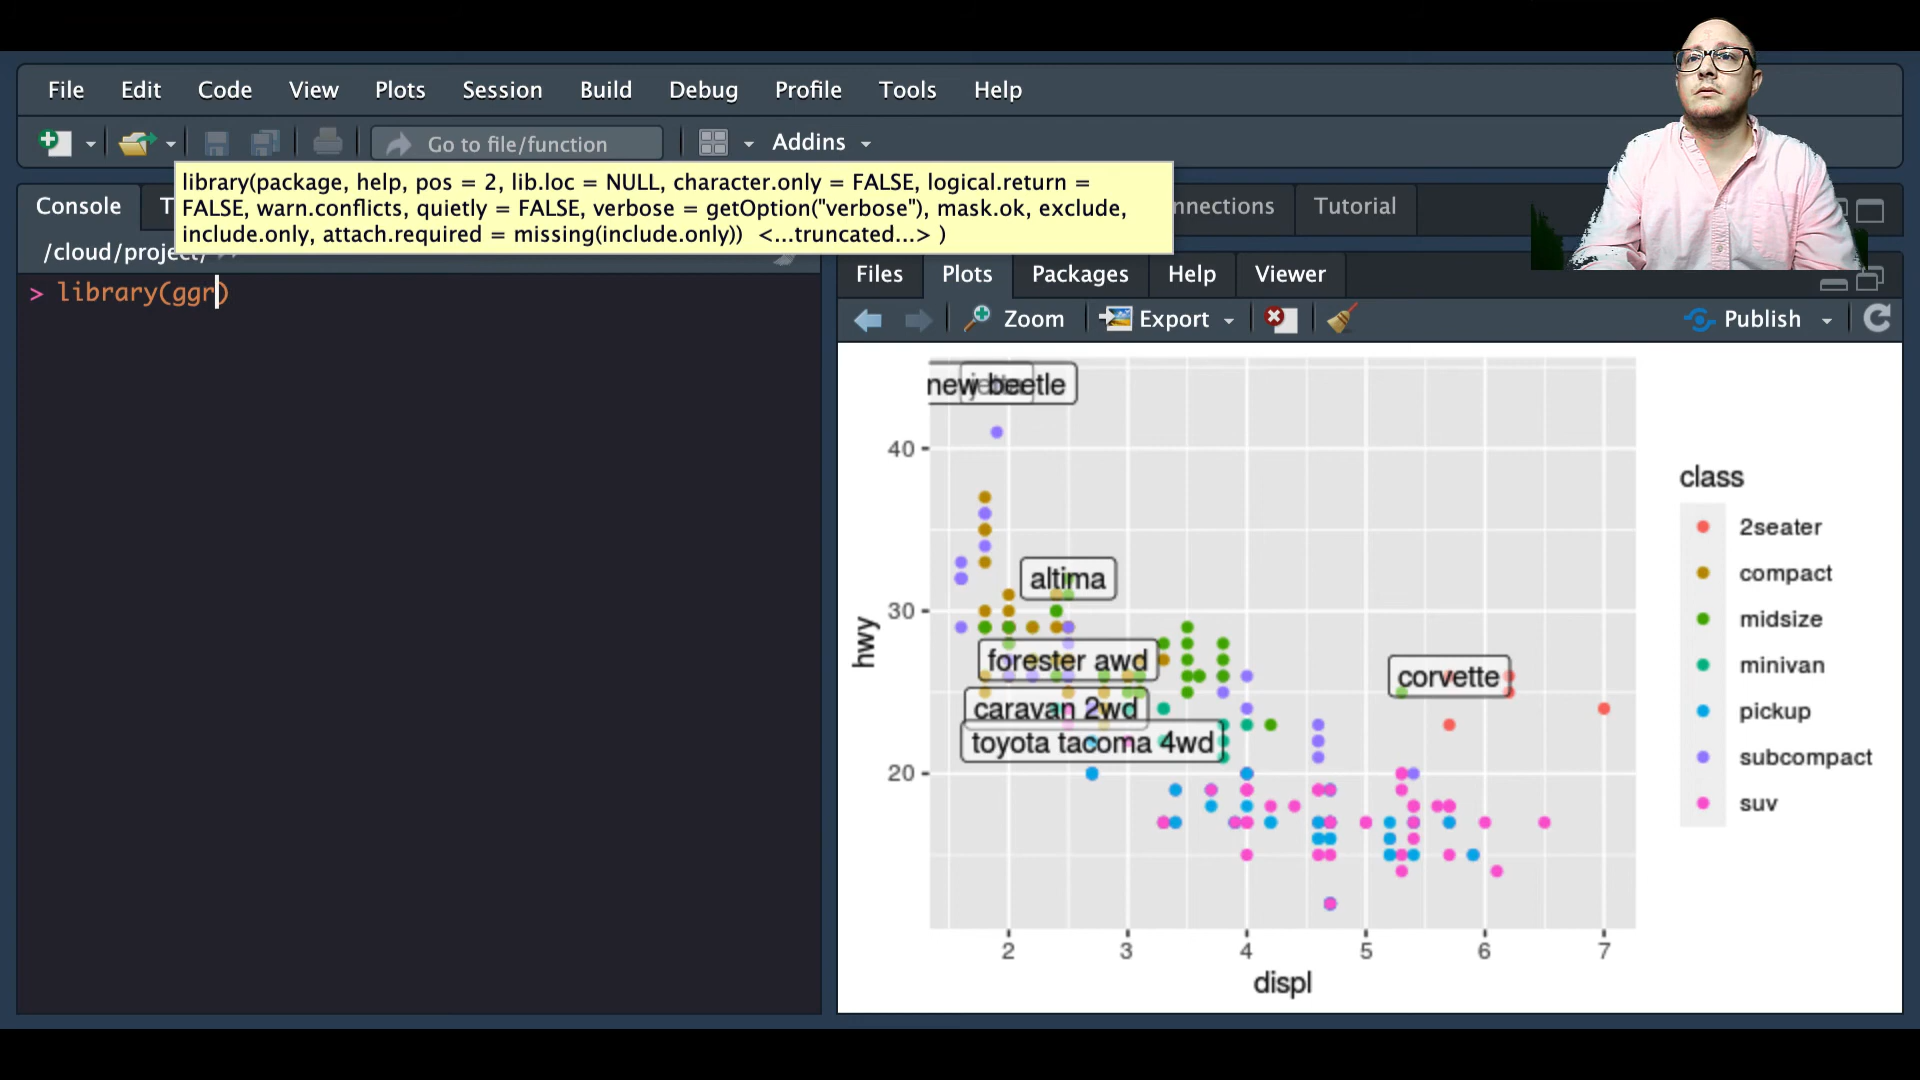 File Edit Code View Plots Session Build Debug Profile Tools Help
Go to file/function Addins
library(package, help, pos = 2, lib.loc = NULL, character.only = FALSE, logical.return =
FALSE, warn.conflicts, quietly = FALSE, verbose = getOption("verbose"), mask.ok, exclude,
include.only, attach.required = missing(include.only)) <...truncated...> )
Console T nnections Tutorial
/cloud/project/
> library(ggr)
Files Plots Packages Help Viewer
Zoom Export Publish
new beetle
40
altima
30
forester awd
corvette
caravan 2wd
toyota tacoma 4wd
20
hwy
2 3 4 5 6 7
displ
class
2seater
compact
midsize
minivan
pickup
subcompact
suv